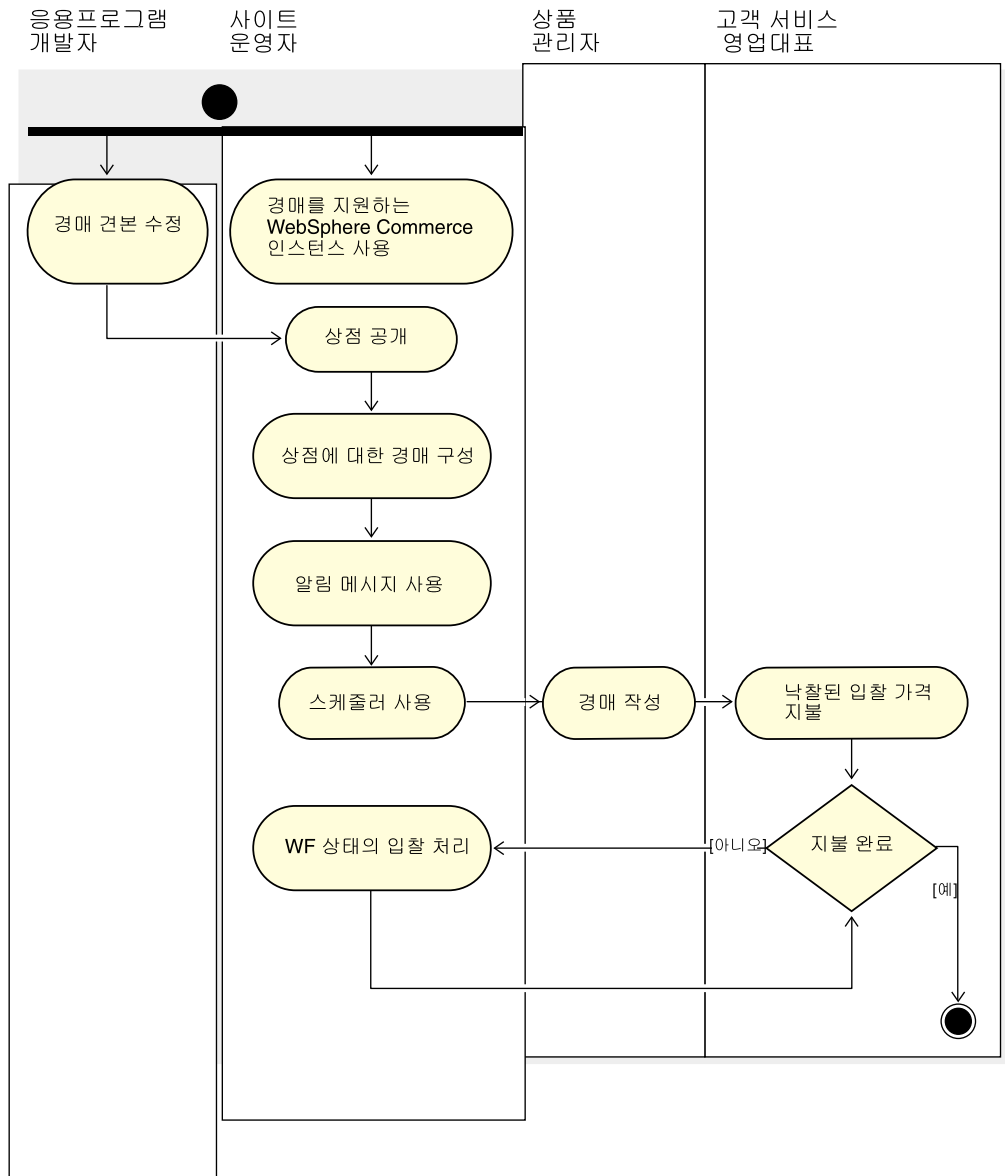 응용프로그램
개발자
사이트
운영자
상품
관리자
고객 서비스
영업대표
경매 견본 수정
경매를 지원하는
WebSphere Commerce
인스턴스 사용
상점 공개
상점에 대한 경매 구성
알림 메시지 사용
스케줄러 사용
경매 작성
낙찰된 입찰 가격
지불
WF 상태의 입찰 처리
[아니오]
지불 완료
[예]